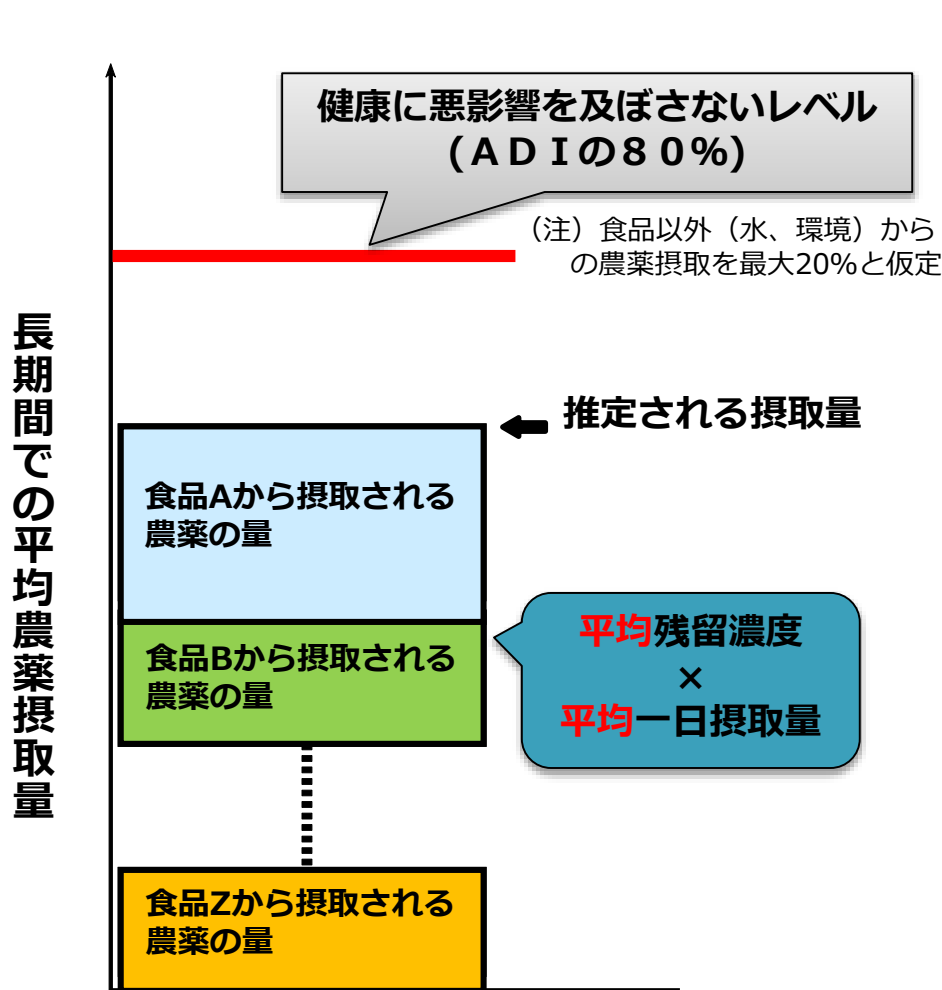 健康に悪影響を及ぼさないレベル
(ＡＤＩの８０%)
（注）食品以外（水、環境）から
の農薬摂取を最大20%と仮定
長期間での平均農薬摂取量
推定される摂取量
食品Aから摂取される
農薬の量
食品Bから摂取される
農薬の量
平均残留濃度
×
平均一日摂取量
食品Zから摂取される
農薬の量